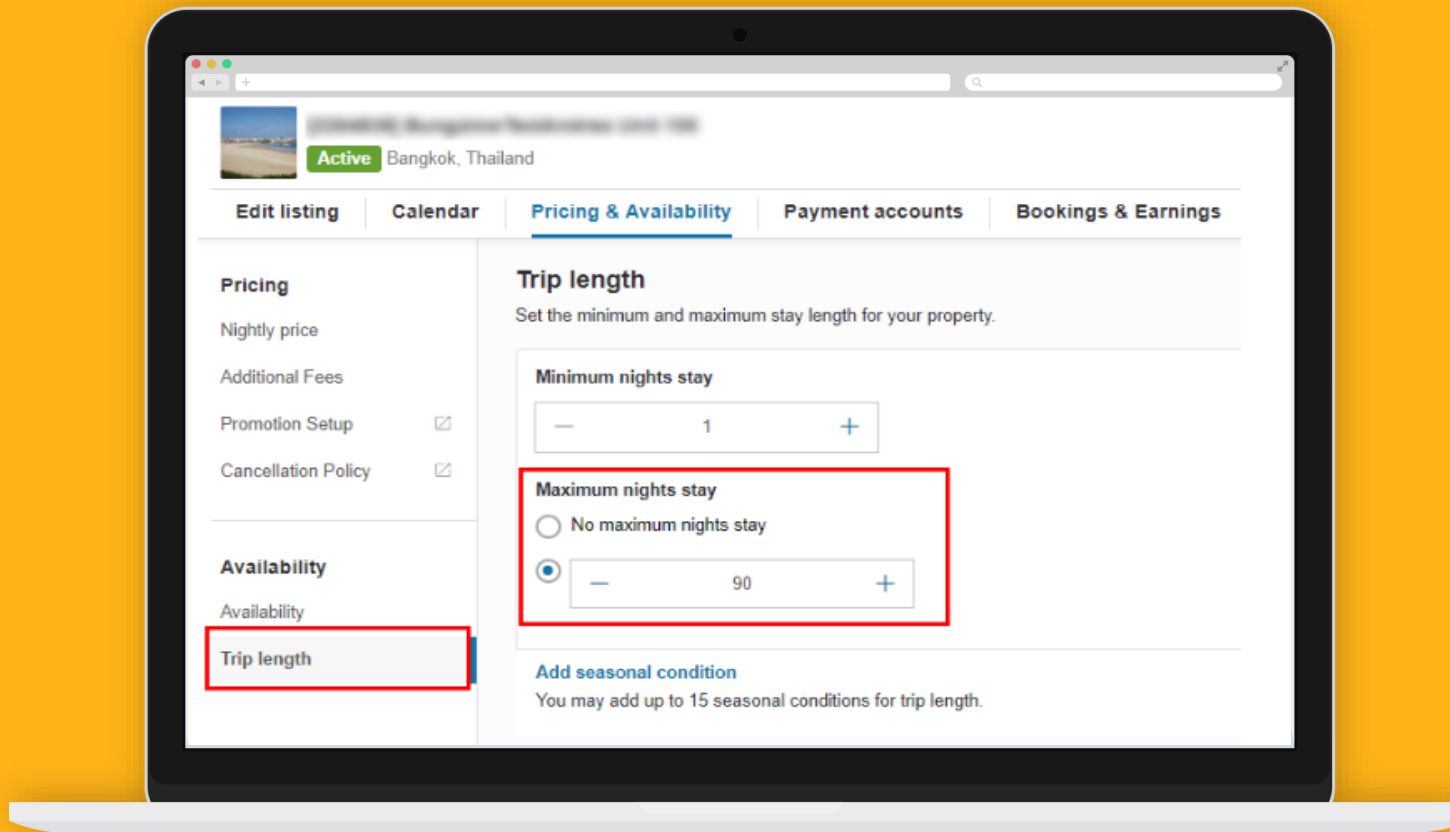 Active Bangkok, Thailand
Edit listing Calendar Pricing & Availability Payment accounts Bookings & Earnings
Pricing
Nightly price
Additional Fees
Promotion Setup
Cancellation Policy
Availability
Availability
Trip length
Trip length
Set the minimum and maximum stay length for your property.
Minimum nights stay
— 1 +
Maximum nights stay
No maximum nights stay
— 90 +
Add seasonal condition
You may add up to 15 seasonal conditions for trip length.